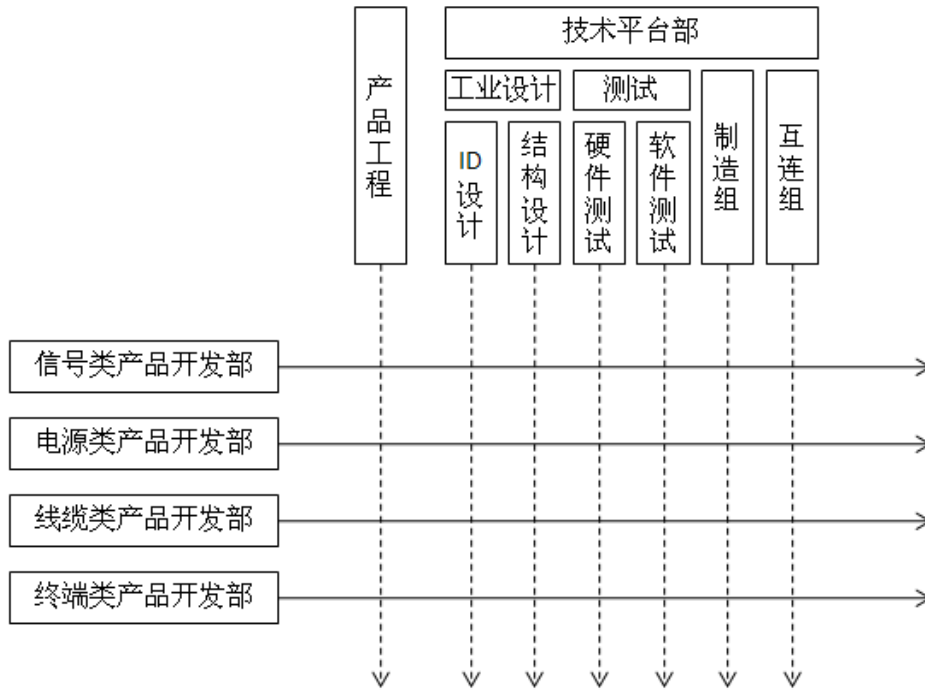 技术平台部
产品工程
工业设计
测试
ID设计
结构设计
硬件测试
软件测试
制造组
互连组
信号类产品开发部
电源类产品开发部
线缆类产品开发部
终端类产品开发部